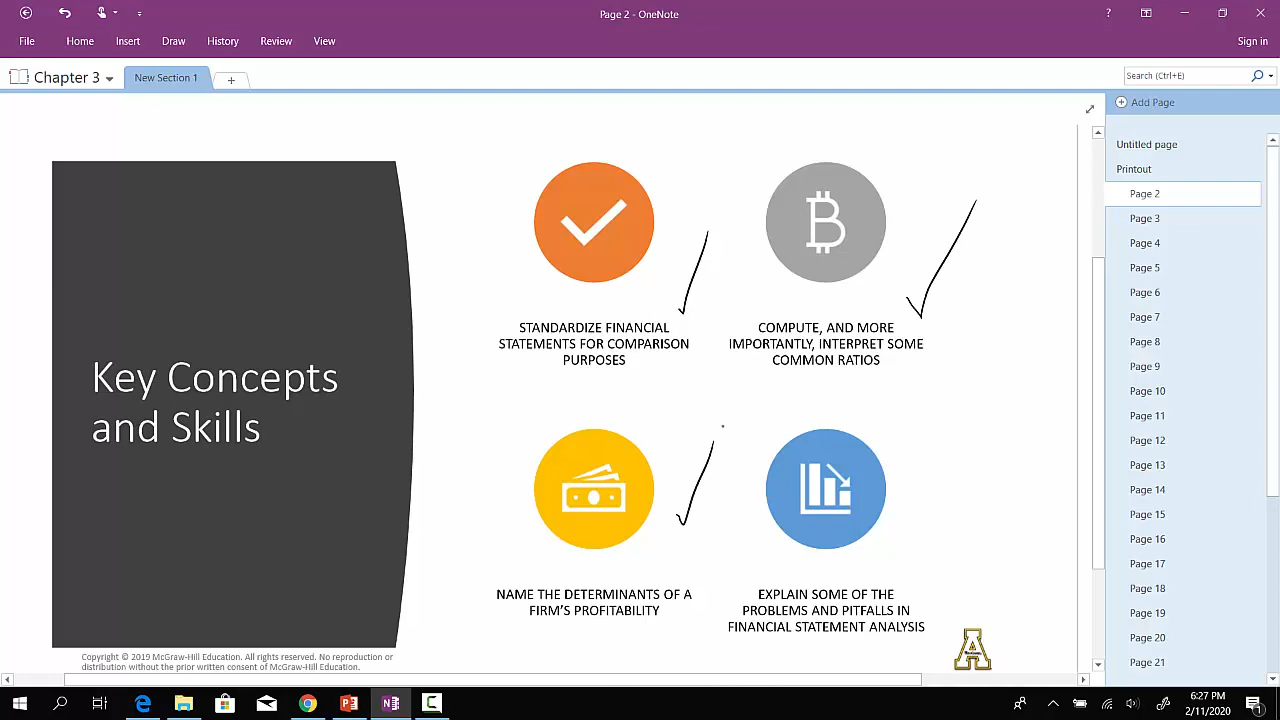 Page 2 - OneNote
?
File Home Insert Draw History Review View
Sign in
Chapter 3
New Section 1
+
Search (Ctrl+E)
Add Page
Untitled page
Printout
Page 2
Page 3
Page 4
Page 5
Page 6
Page 7
Page 8
Page 9
Page 10
Page 11
Page 12
Page 13
Page 14
Page 15
Page 16
Page 17
Page 18
Page 19
Page 20
Page 21
Key Concepts
and Skills
STANDARDIZE FINANCIAL
STATEMENTS FOR COMPARISON
PURPOSES
COMPUTE, AND MORE
IMPORTANTLY, INTERPRET SOME
COMMON RATIOS
NAME THE DETERMINANTS OF A
FIRM'S PROFITABILITY
EXPLAIN SOME OF THE
PROBLEMS AND PITFALLS IN
FINANCIAL STATEMENT ANALYSIS
Copyright © 2019 McGraw-Hill Education. All rights reserved. No reproduction or
distribution without the prior written consent of McGraw-Hill Education.
A
6:27 PM
2/11/2020